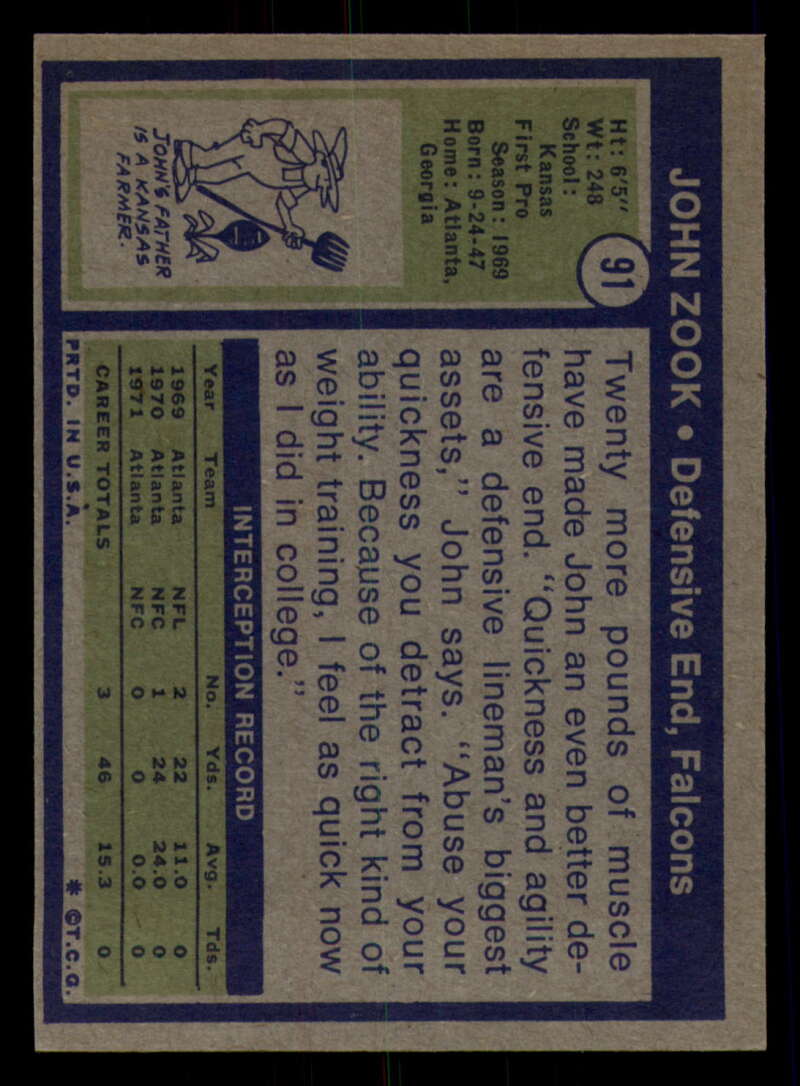 JOHN ZOOK • Defensive End, Falcons
91
Ht: 6'5"
Wt: 248
School:
Kansas
First Pro
Season: 1969
Born: 9-24-47
Home: Atlanta,
Georgia
JOHN'S FATHER
IS A KANSAS
FARMER.
Twenty more pounds of muscle
have made John an even better de-
fensive end. "Quickness and agility
are a defensive lineman's biggest
assets," John says. "Abuse your
quickness you detract from your
ability. Because of the right kind of
weight training, I feel as quick now
as I did in college."
INTERCEPTION RECORD
Year Team No. Yds. Avg. Tds.
1969 Atlanta NFL 2 22 11.0 0
1970 Atlanta NFC 1 24 24.0 0
1971 Atlanta NFC 0 0 0.0 0
CAREER TOTALS 3 46 15.3 0
PRTD. IN U.S.A. * ©T.C.G.